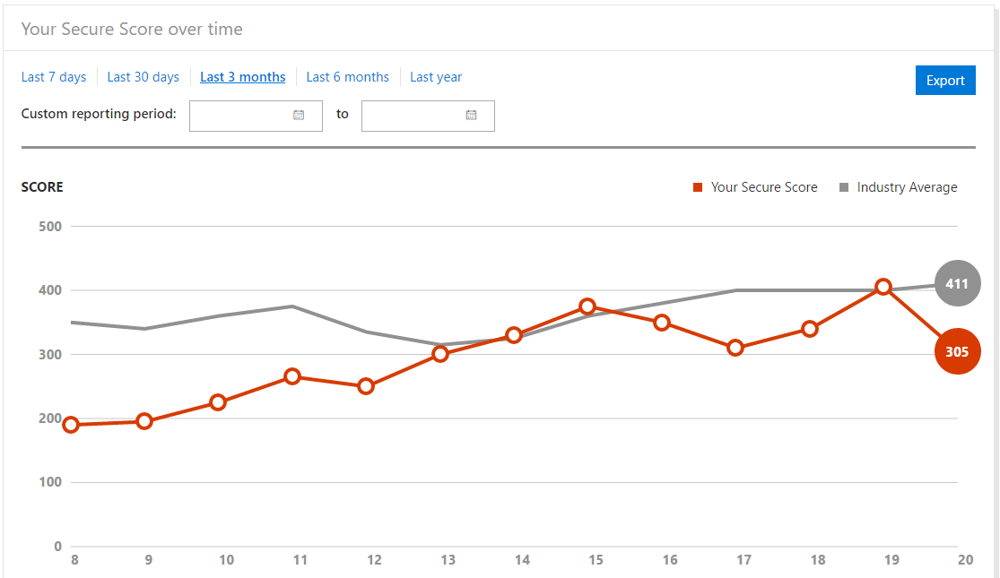 Your Secure Score over time
Last 7 days Last 30 days Last 3 months Last 6 months Last year
Export
Custom reporting period: to
SCORE
Your Secure Score Industry Average
500
400
411
300
305
200
100
0
8 9 10 11 12 13 14 15 16 17 18 19 20